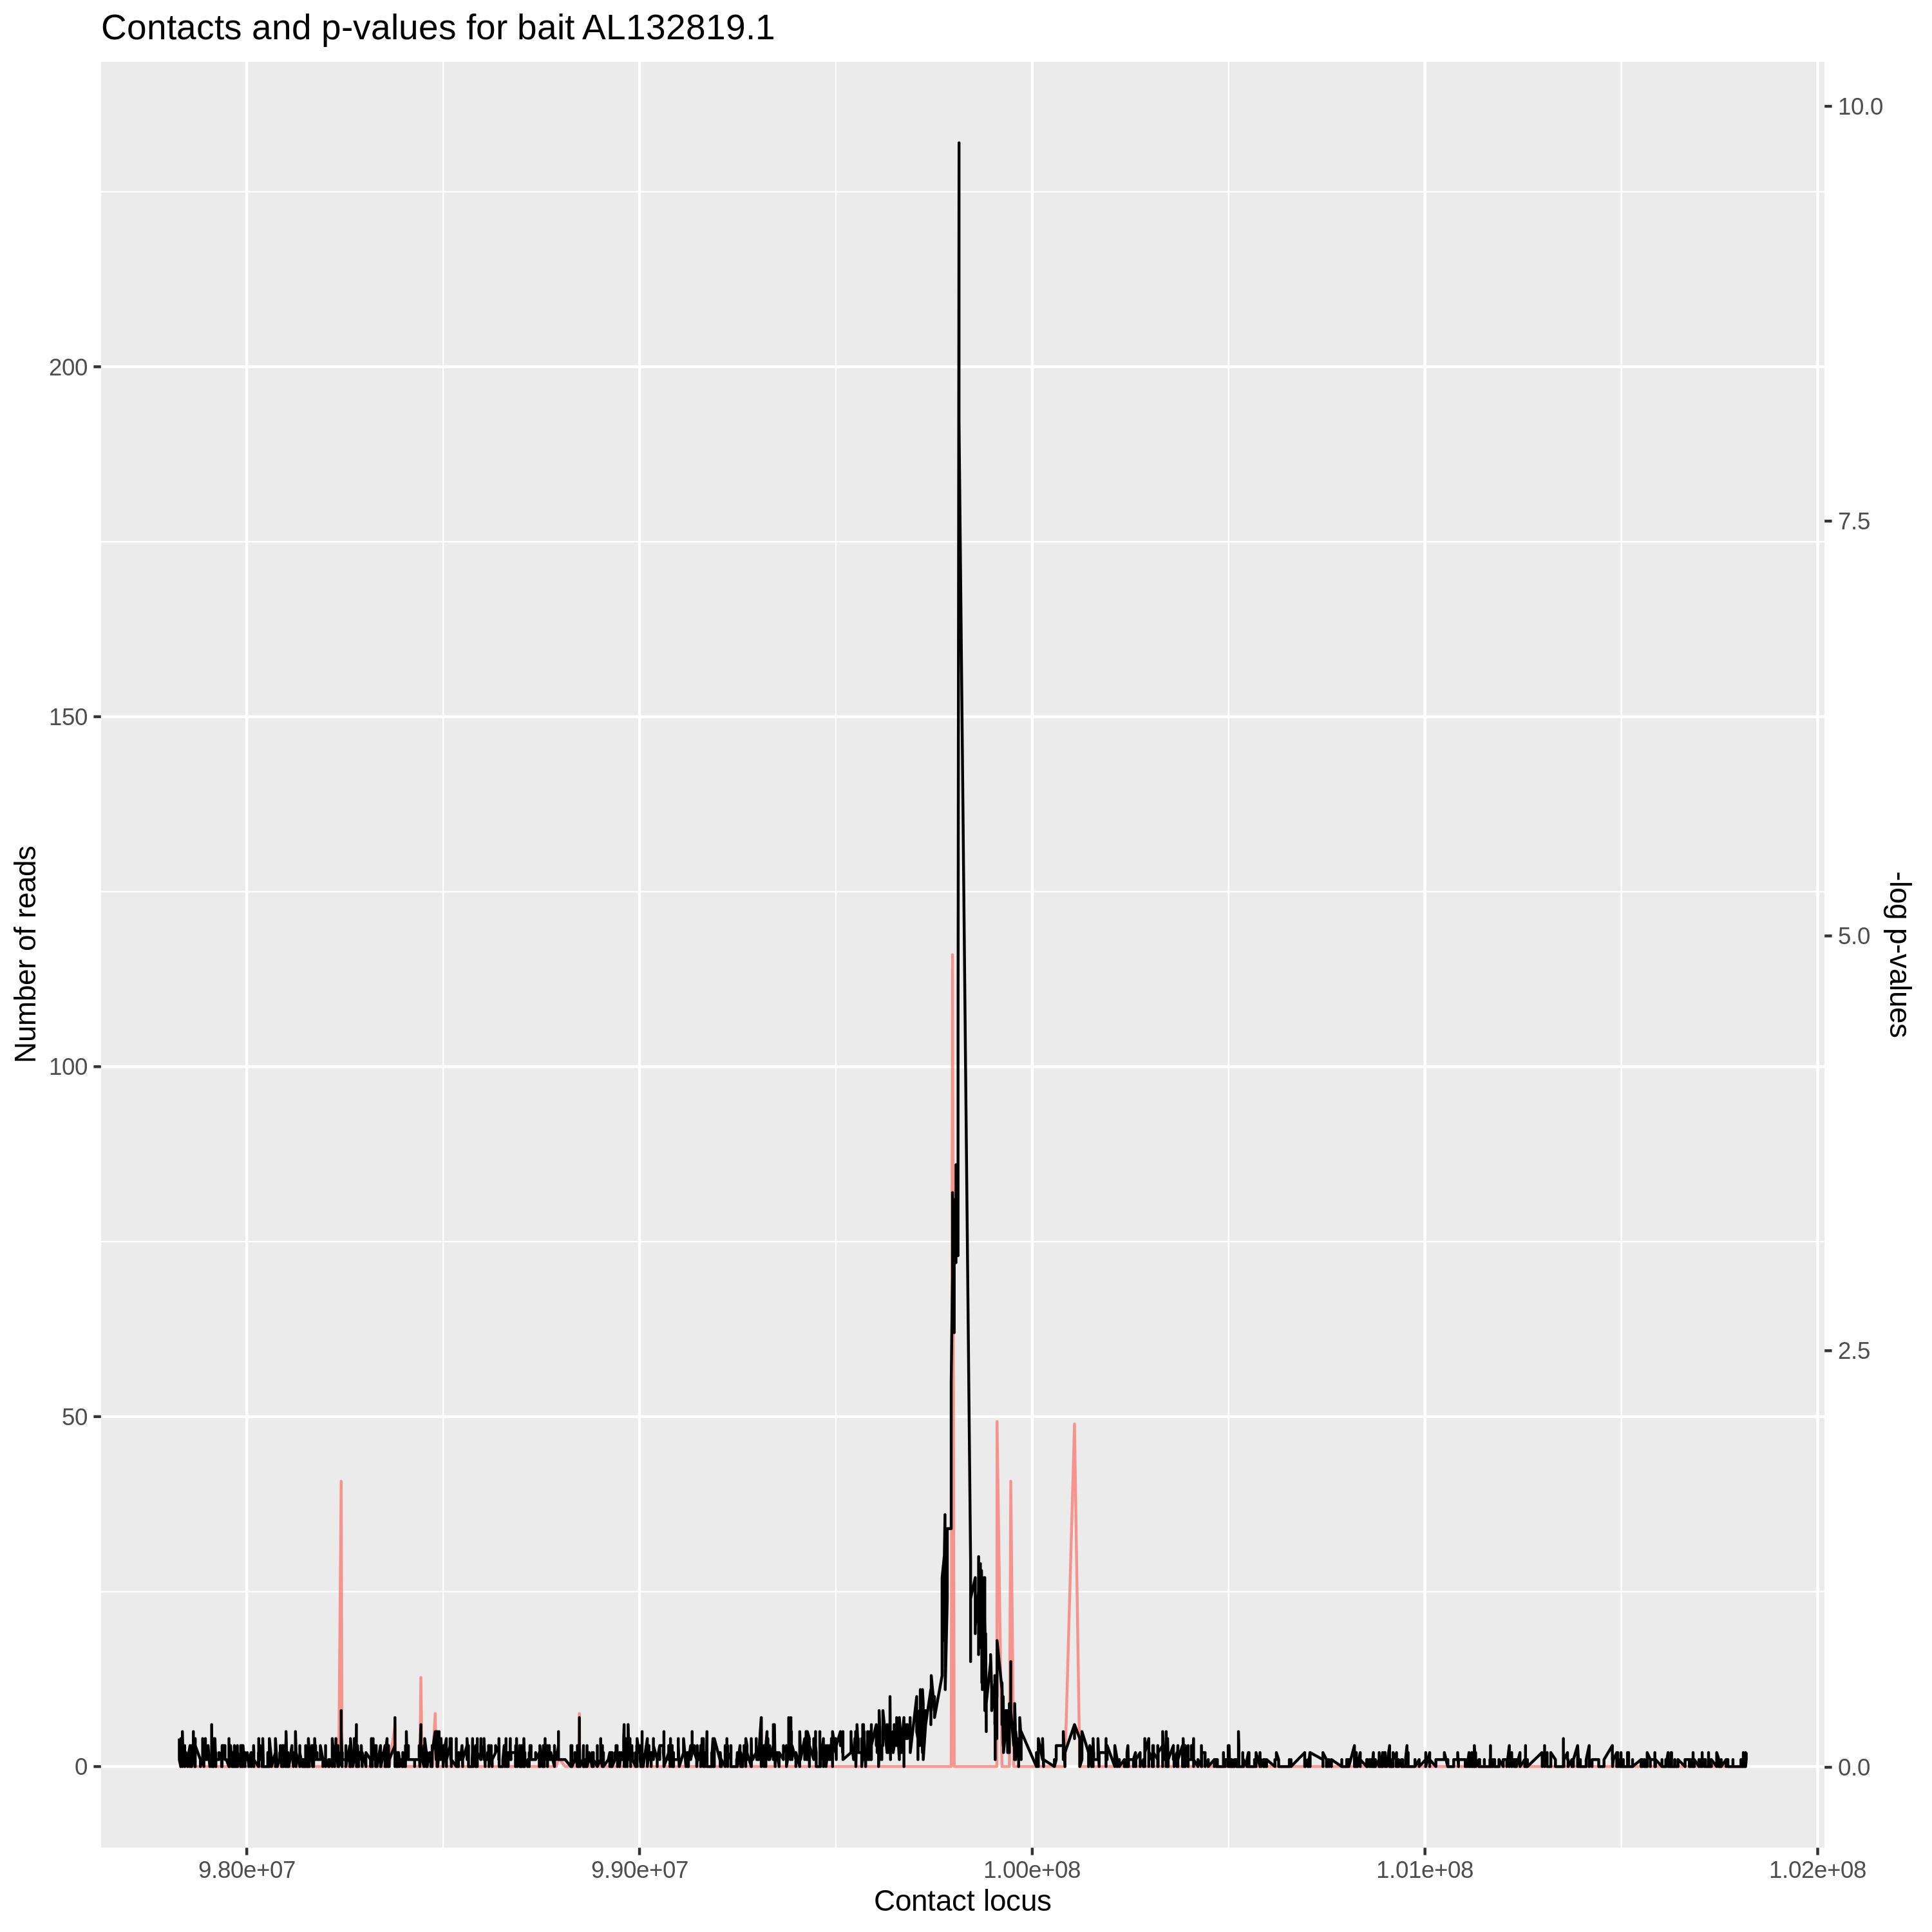 Contacts and p-values for bait AL132819.1
10.0
200
7.5
150
Number of reads
5.0
-log p-values
100
2.5
50
0
0.0
9.80e+07 9.90e+07 1.00e+08 1.01e+08 1.02e+08
Contact locus